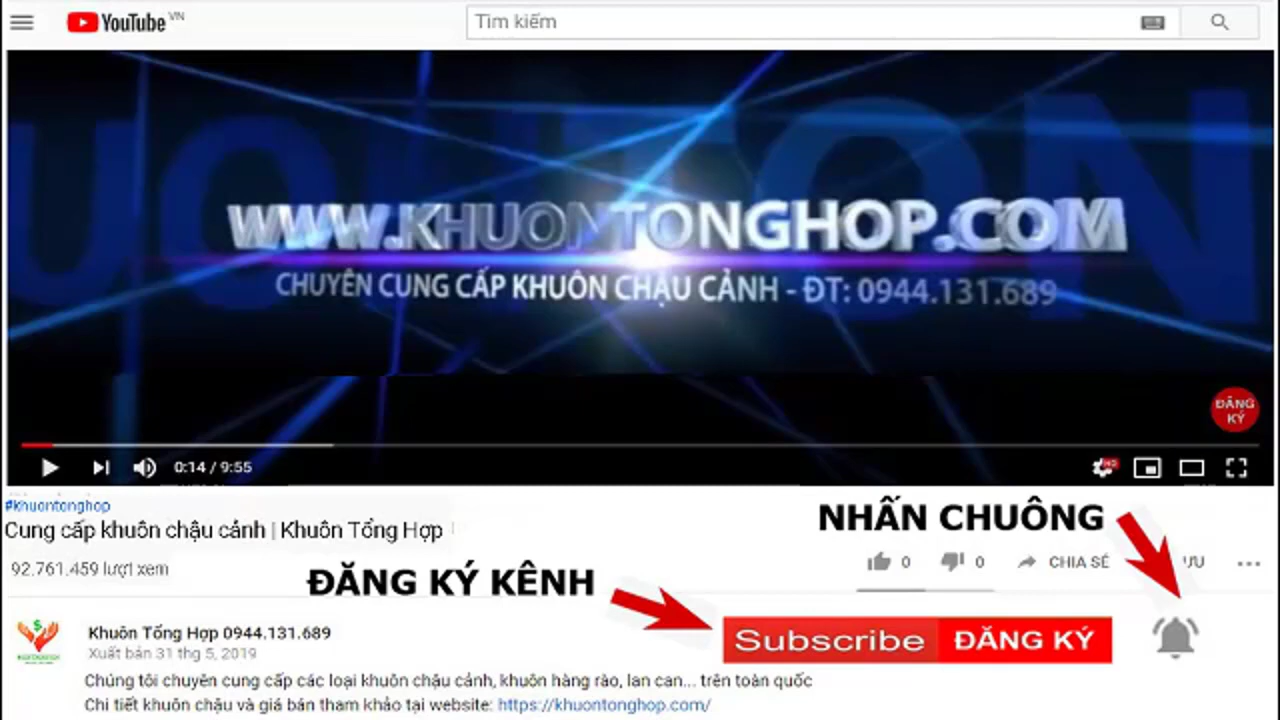 YouTube VN
Tìm kiếm
WWW.KHUONTONGHOP.COM
CHUYÊN CUNG CẤP KHUÔN CHẬU CẢNH - ĐT: 0944.131.689
ĐĂNG
KÝ
0:14 / 9:55
HD
#khuontonghop
Cung cấp khuôn chậu cảnh | Khuôn Tổng Hợp
NHẤN CHUÔNG
92.761.459 lượt xem
0
0
CHIA SẺ
ĐĂNG KÝ KÊNH
Subscribe ĐĂNG KÝ
Khuôn Tổng Hợp 0944.131.689
Xuất bản 31 thg 5, 2019
Chúng tôi chuyên cung cấp các loại khuôn chậu cảnh, khuôn hàng rào, lan can... trên toàn quốc
Chi tiết khuôn chậu và giá bán tham khảo tại website: https://khuontonghop.com/